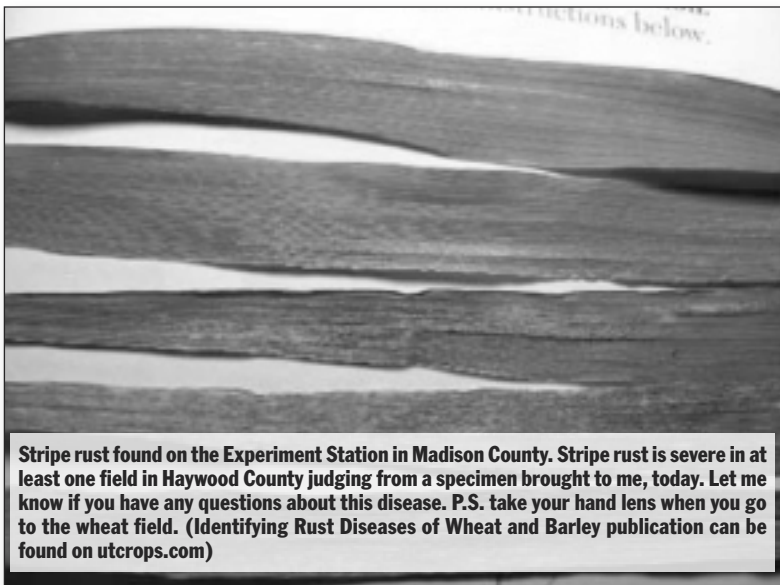 instructions below.
Stripe rust found on the Experiment Station in Madison County. Stripe rust is severe in at
least one field in Haywood County judging from a specimen brought to me, today. Let me
know if you have any questions about this disease. P.S. take your hand lens when you go
to the wheat field. (Identifying Rust Diseases of Wheat and Barley publication can be
found on utcrops.com)